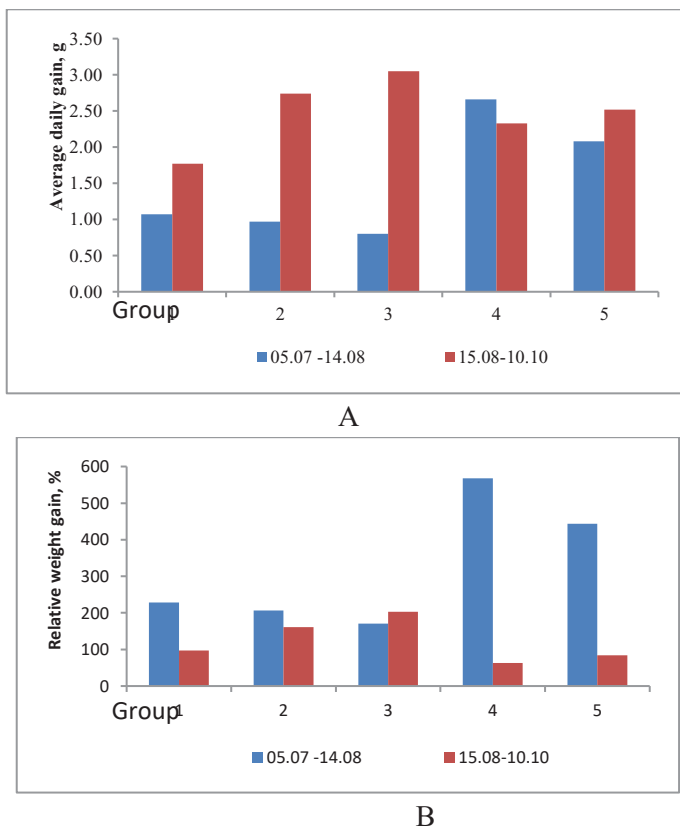 Average daily gain, g
3.50
3.00
2.50
2.00
1.50
1.00
0.50
0.00
Group 1 2 3 4 5
05.07 -14.08 15.08-10.10
A
Relative weight gain, %
600
500
400
300
200
100
0
Group 1 2 3 4 5
05.07 -14.08 15.08-10.10
B